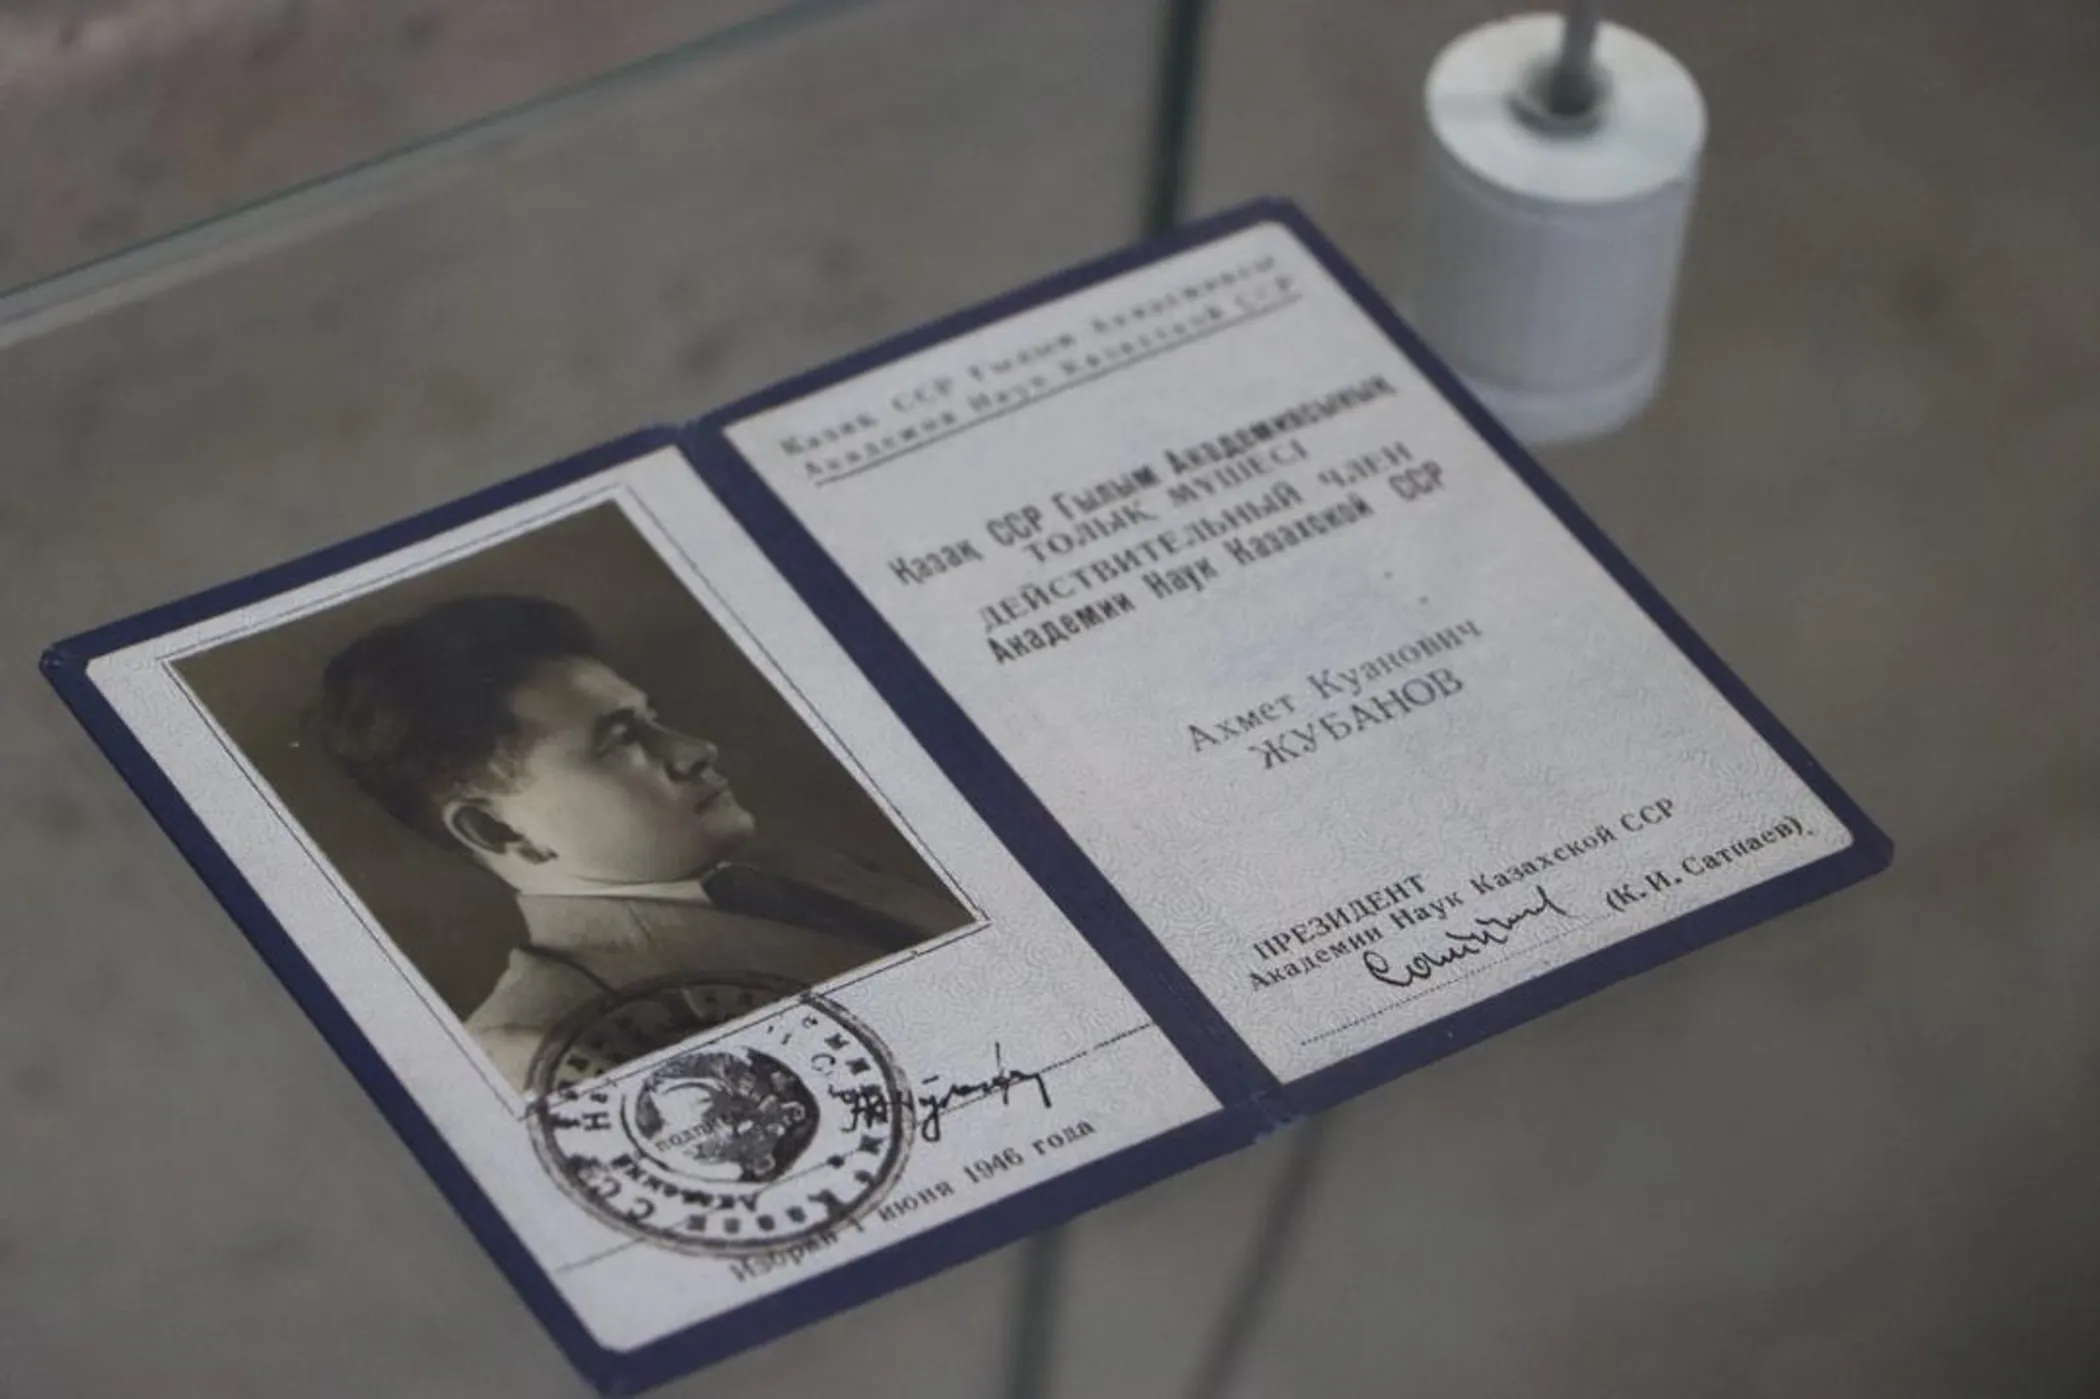 подпись
Избран 1 июня 1946 года
Қазақ ССР Ғылым Академиясы
Академия Наук Казахской ССР
Қазақ ССР Ғылым Академиясының
ТОЛЫҚ МҮШЕСІ
ДЕЙСТВИТЕЛЬНЫЙ ЧЛЕН
Академии Наук Казахской ССР
Ахмет Куанович
ЖУБАНОВ
ПРЕЗИДЕНТ
Академии Наук Казахской ССР
(К. И. Сатпаев)